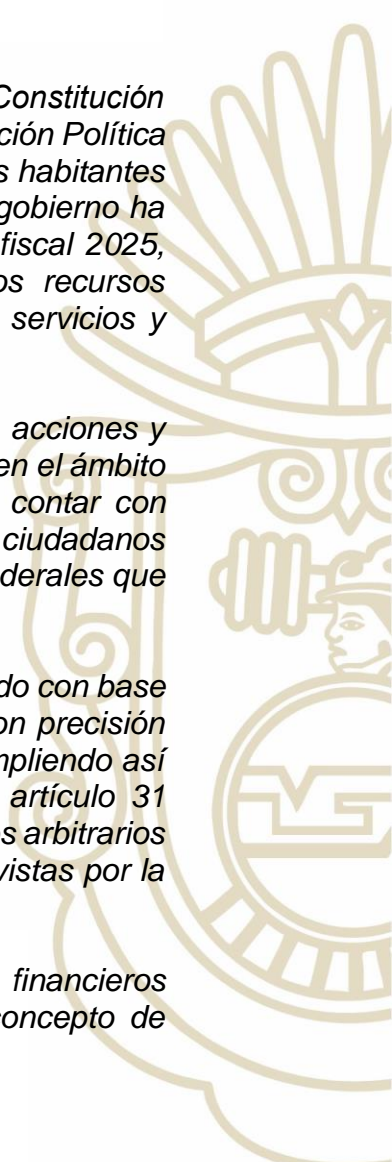 Constitución
ción Política
s habitantes
gobierno ha
fiscal 2025,
os recursos
servicios y
acciones y
en el ámbito
contar con
ciudadanos
derales que
do con base
on precisión
mpliendo así
artículo 31
s arbitrarios
vistas por la
financieros
concepto de